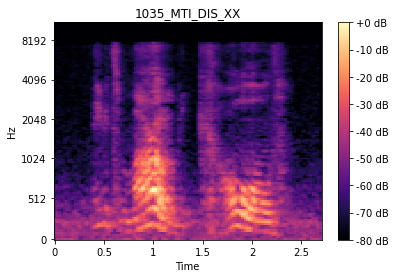 1035_MTI_DIS_XX
+0 dB
8192
-10 dB
4096
-20 dB
-30 dB
2048
Hz
-40 dB
1024
-50 dB
-60 dB
512
-70 dB
0
-80 dB
0
0.5
1
1.5
2
2.5
Time